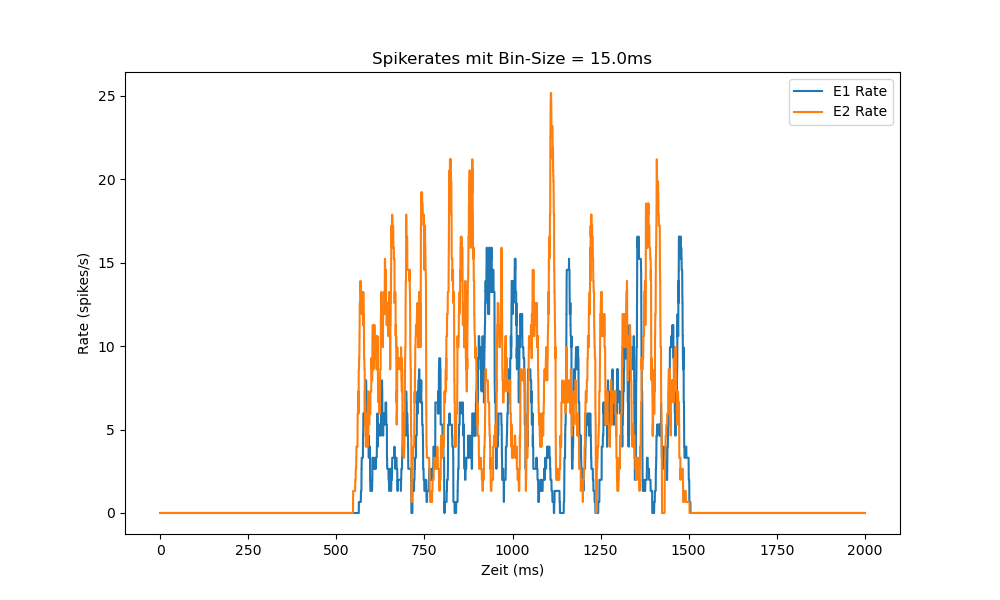 Spikerates mit Bin-Size = 15.0ms
E1 Rate
E2 Rate
25
20
15
10
5
0
Rate (spikes/s)
0 250 500 750 1000 1250 1500 1750 2000
Zeit (ms)